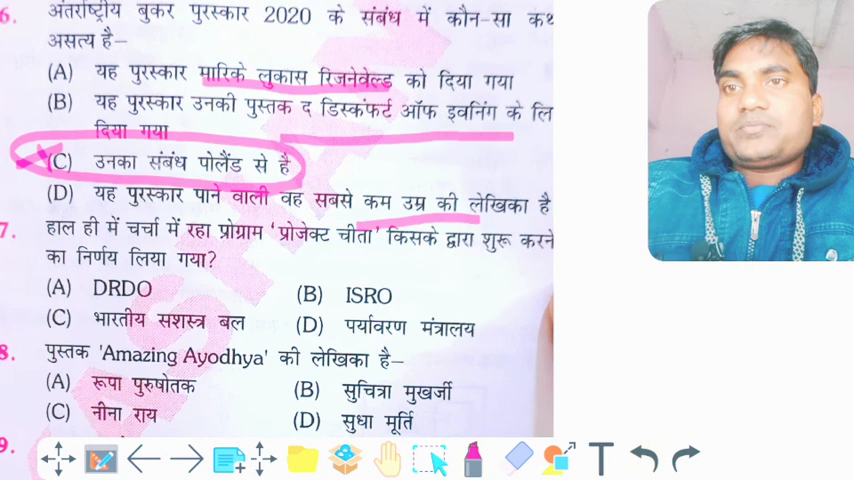 6. अंतर्राष्ट्रीय बुकर पुरस्कार 2020 के संबंध में कौन-सा
असत्य है–
(A) यह पुरस्कार मारिके लुकास रिजनेवेल्ड को दिया गया
(B) यह पुरस्कार उनकी पुस्तक द डिस्कंफर्ट ऑफ इवनिंग के लि
दिया गया
(C) उनका संबंध पोलैंड से है
(D) यह पुरस्कार पाने वाली वह सबसे कम उम्र की लेखिका है
7. हाल ही में चर्चा में रहा प्रोग्राम ‘प्रोजेक्ट चीता’ किसके द्वारा शुरू करने
का निर्णय लिया गया?
(A) DRDO (B) ISRO
(C) भारतीय सशस्त्र बल (D) पर्यावरण मंत्रालय
8. पुस्तक 'Amazing Ayodhya' की लेखिका है–
(A) रूपा पुरुषोतक (B) सुचित्रा मुखर्जी
(C) नीना राय (D) सुधा मूर्ति
9.
T